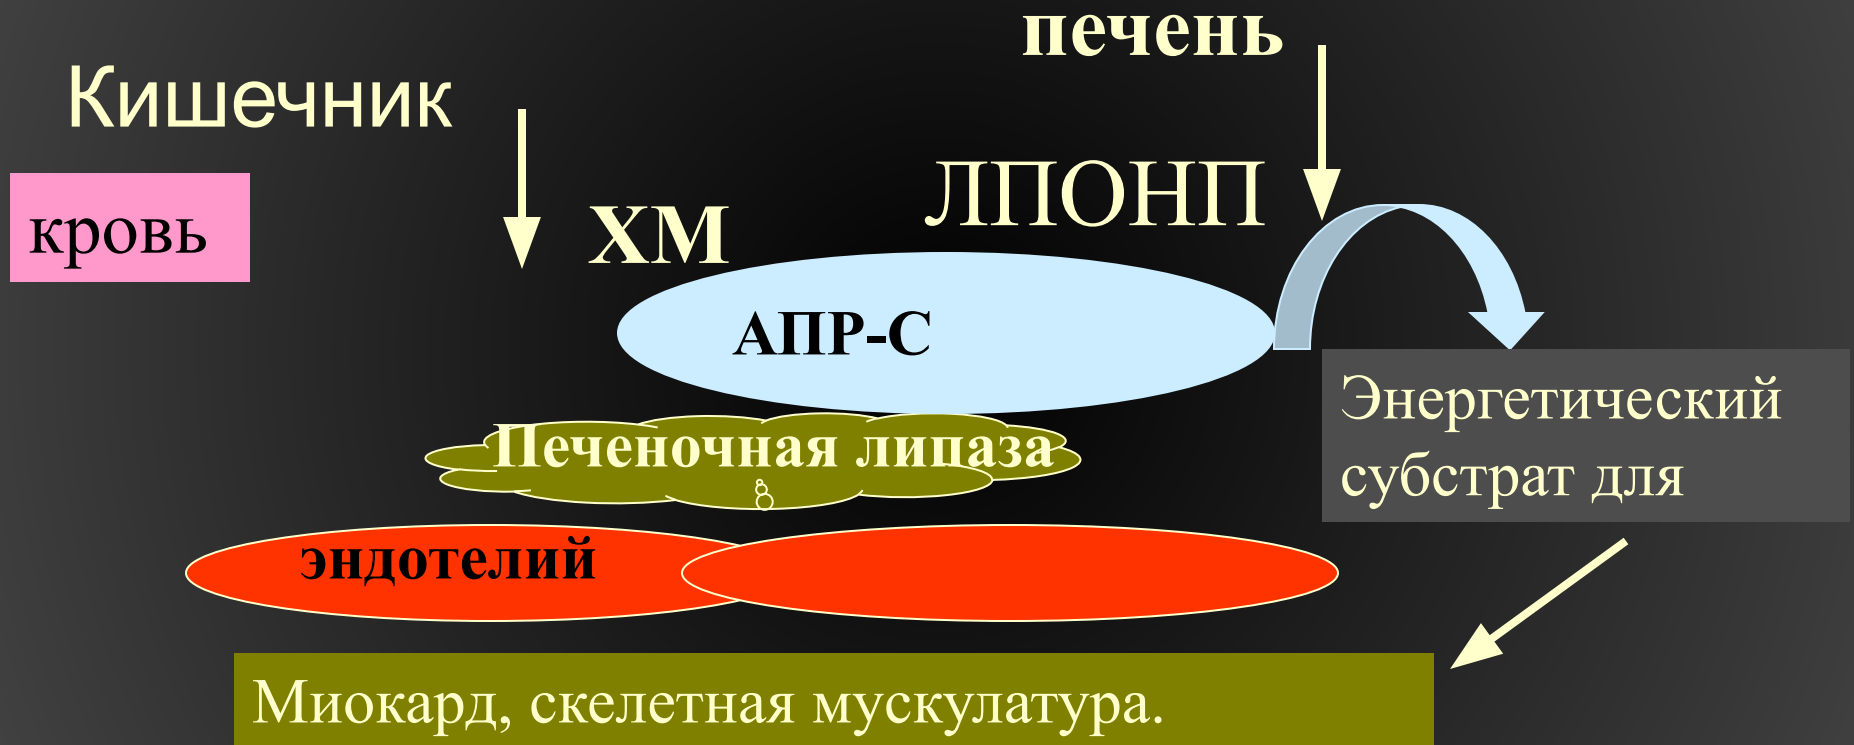 печень
Кишечник
ЛПОНП
кровь
ХМ
АПР-С
Энергетический
субстрат для
Печеночная липаза
эндотелий
Миокард, скелетная мускулатура.